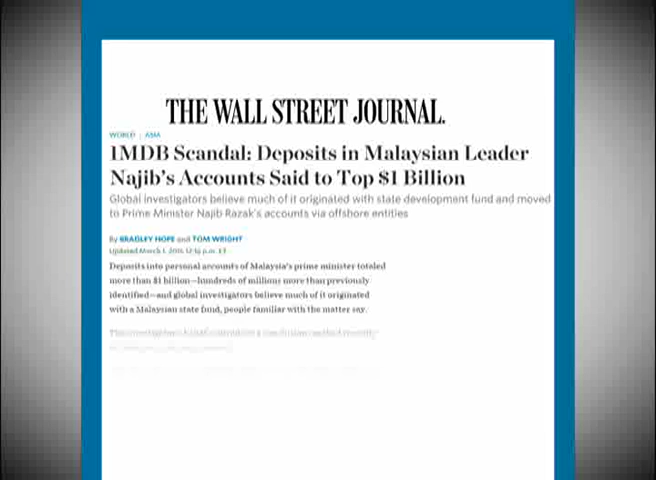 THE WALL STREET JOURNAL.
WORLD | ASIA
1MDB Scandal: Deposits in Malaysian Leader
Najib's Accounts Said to Top $1 Billion
Global investigators believe much of it originated with state development fund and moved
to Prime Minister Najib Razak's accounts via offshore entities
By BRADLEY HOPE and TOM WRIGHT
Updated March 1, 2016
Deposits into personal accounts of Malaysia's prime minister totaled
more than $1 billion—hundreds of millions more than previously
identified—and global investigators believe much of it originated
with a Malaysian state fund, people familiar with the matter say.